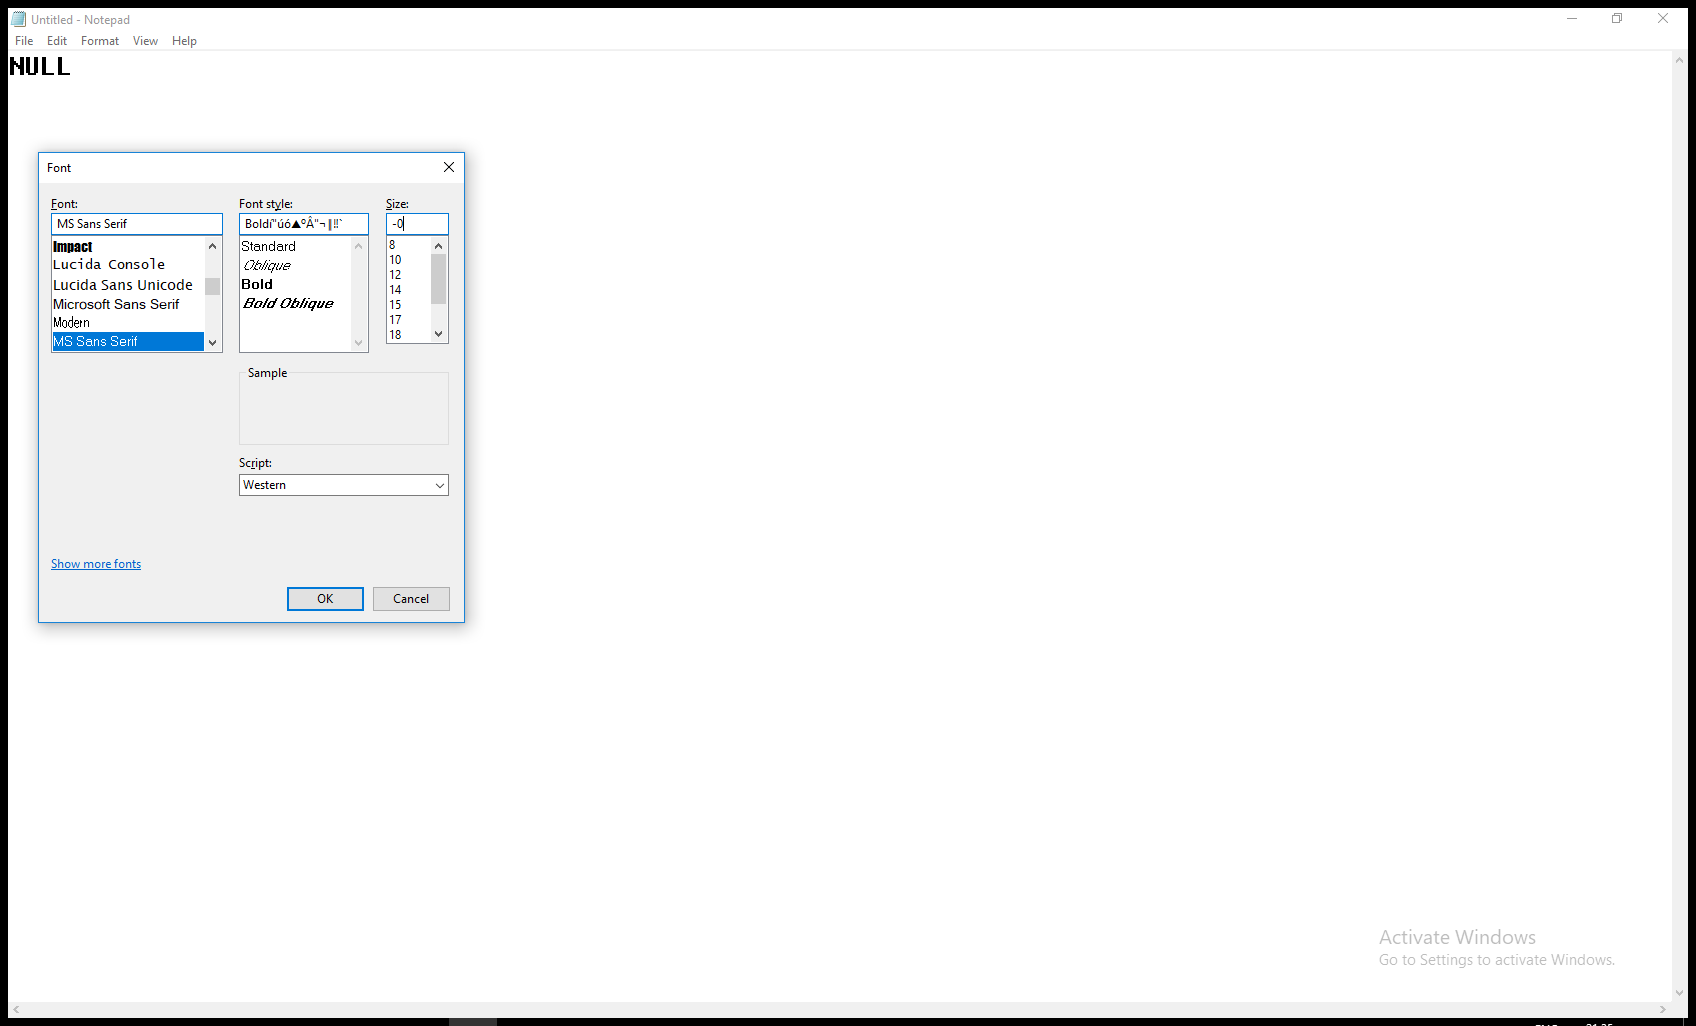 Untitled - Notepad
File Edit Format View Help
NULL
Font
Font: Font style: Size:
MS Sans Serif Boldí"úó▲ºÂ"¬║‼` -0
Impact
Lucida Console
Lucida Sans Unicode
Microsoft Sans Serif
Modern
MS Sans Serif
Standard
Oblique
Bold
Bold Oblique
8
10
12
14
15
17
18
Sample
Script:
Western
Show more fonts
OK Cancel
Activate Windows
Go to Settings to activate Windows.